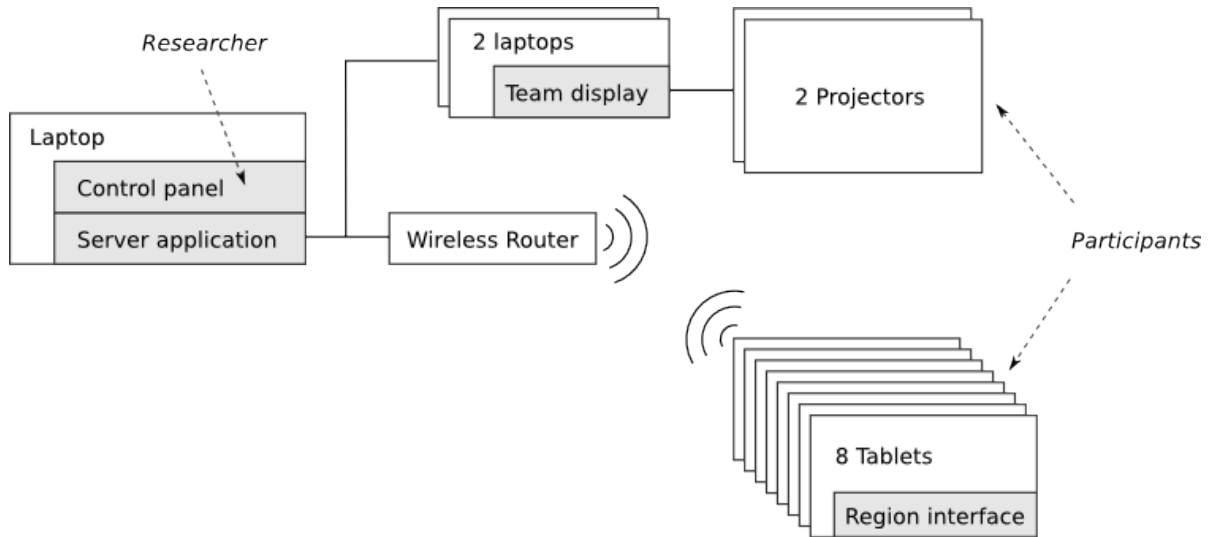 Researcher
2 laptops
Team display
2 Projectors
Laptop
Control panel
Server application
Wireless Router
Participants
8 Tablets
Region interface